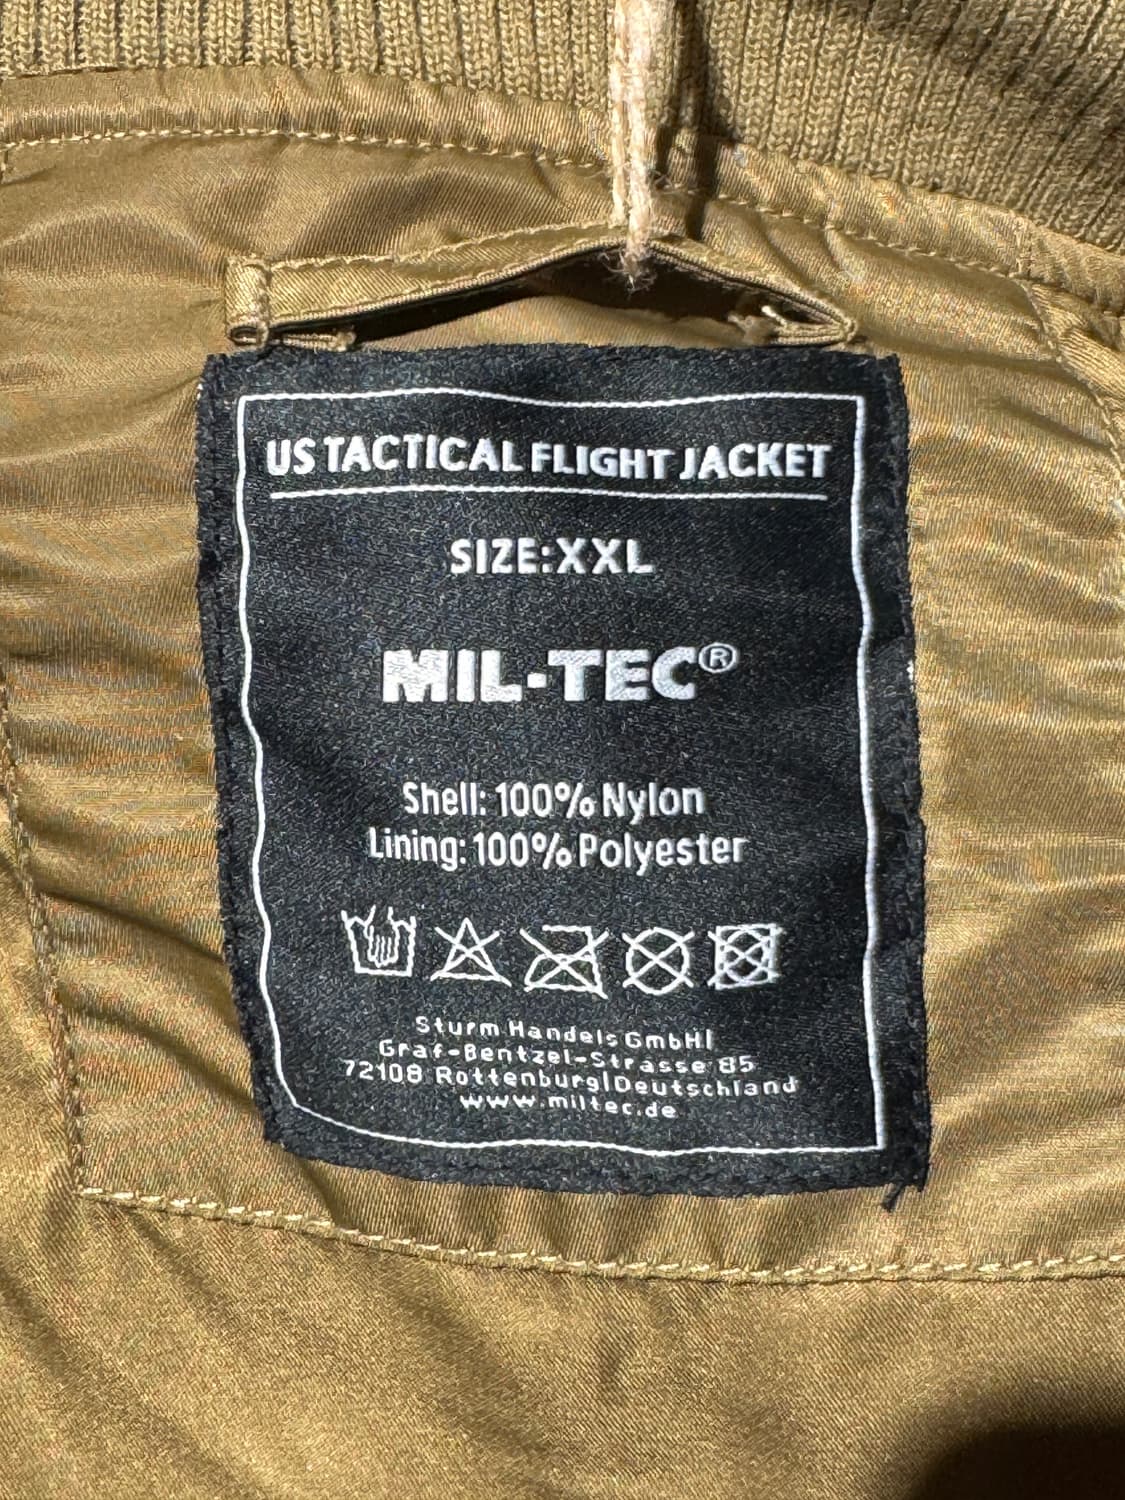 US TACTICAL FLIGHT JACKET
SIZE:XXL
MIL-TEC®
Shell: 100% Nylon
Lining: 100% Polyester
Sturm Handels GmbH|
Graf-Bentzel-Strasse 85
72108 Rottenburg|Deutschland
www.miltec.de